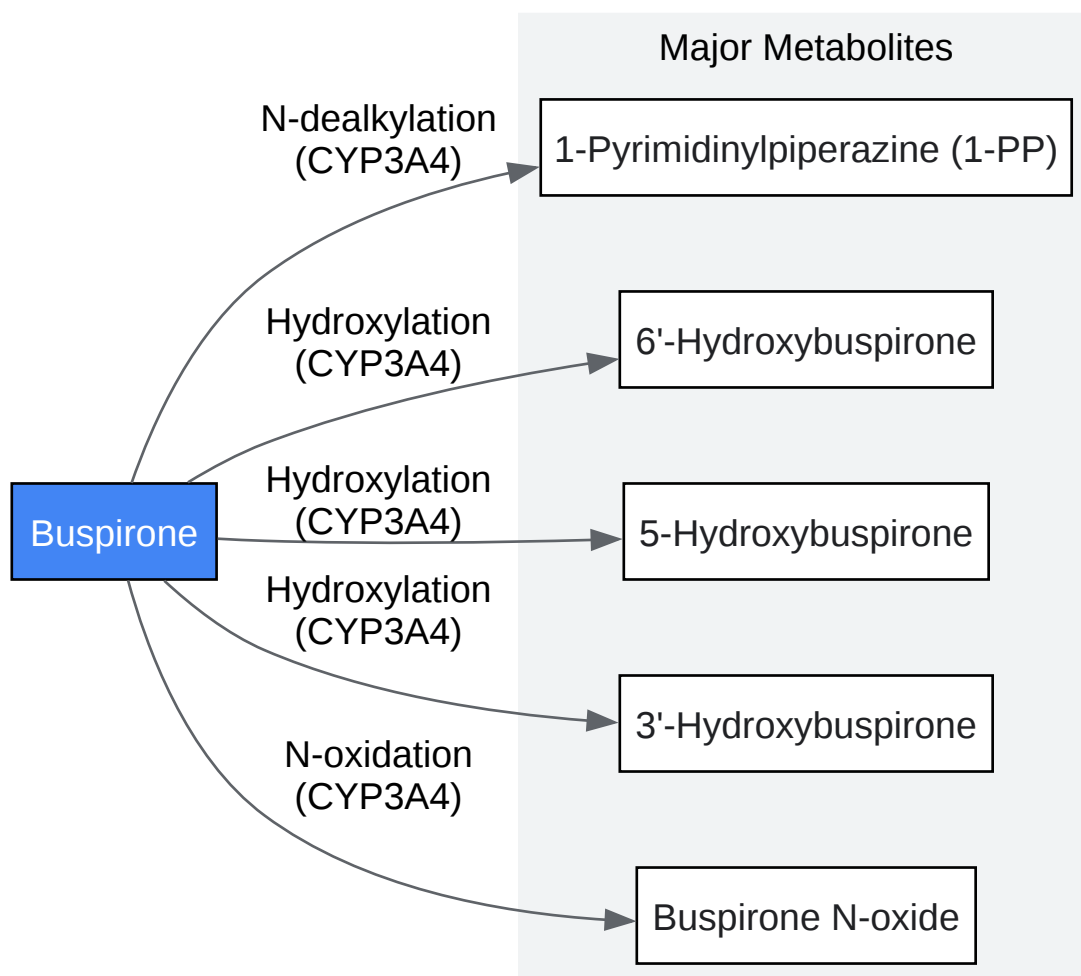 Major Metabolites
N-dealkylation
(CYP3A4)
1-Pyrimidinylpiperazine (1-PP)
Hydroxylation
(CYP3A4)
6'-Hydroxybuspirone
Buspirone
Hydroxylation
(CYP3A4)
5-Hydroxybuspirone
Hydroxylation
(CYP3A4)
3'-Hydroxybuspirone
N-oxidation
(CYP3A4)
Buspirone N-oxide